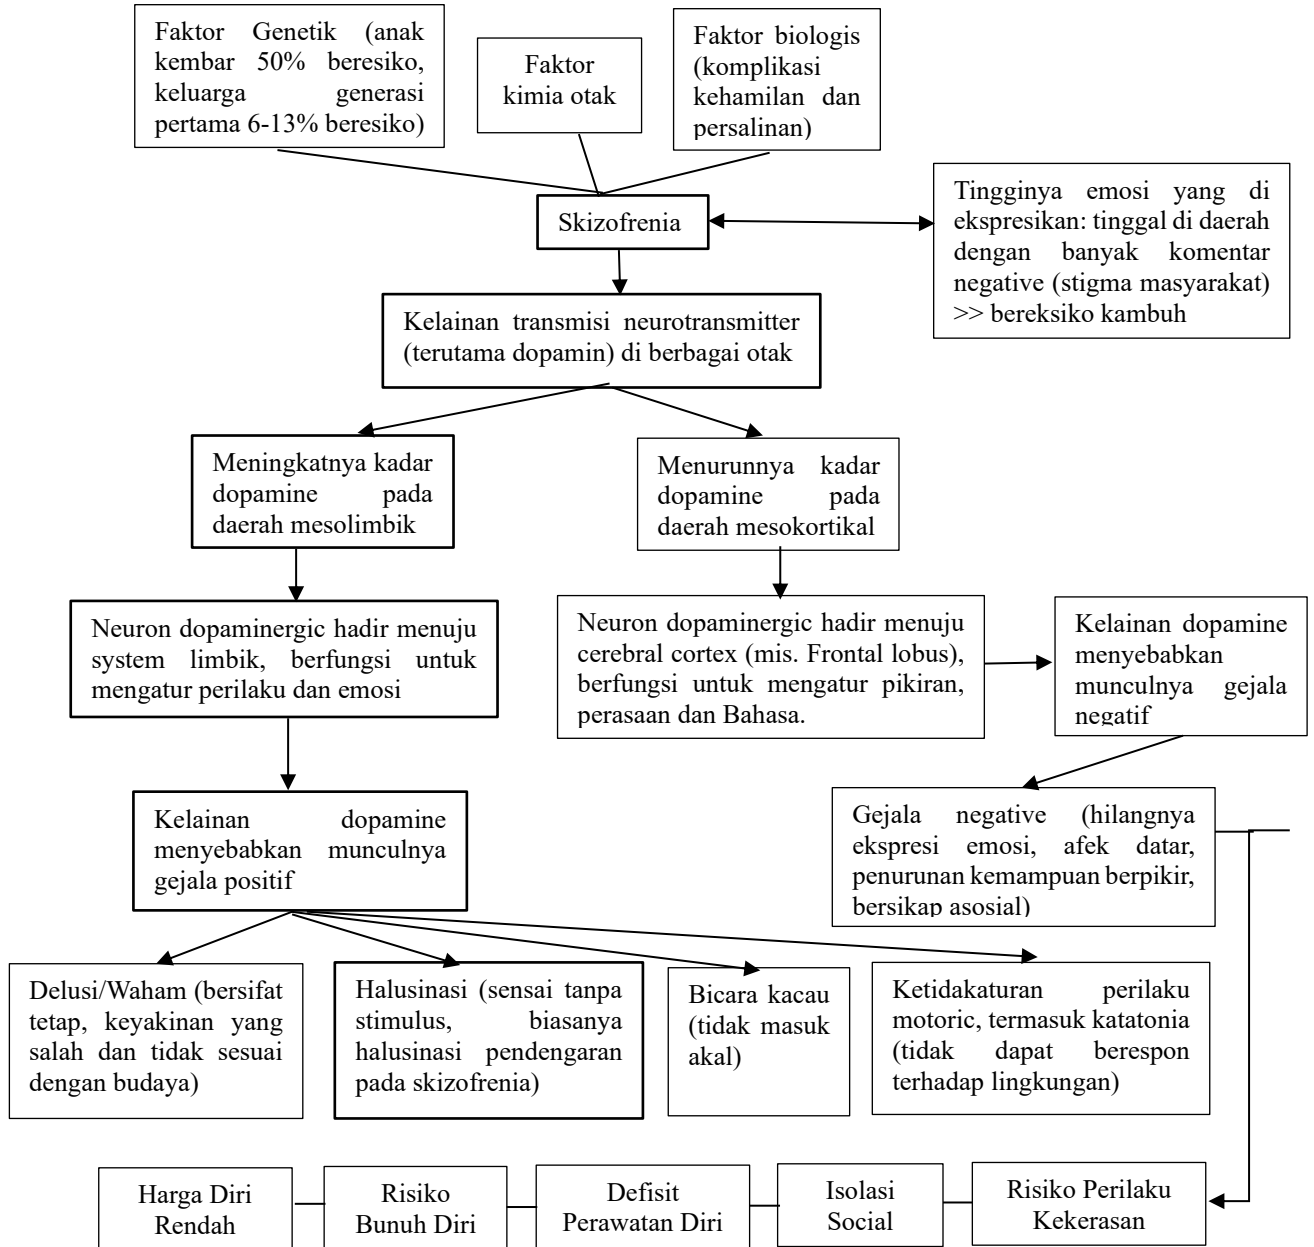 Faktor Genetik (anak
kembar 50% beresiko,
keluarga generasi
pertama 6-13% beresiko)
Faktor
kimia otak
Faktor biologis
(komplikasi
kehamilan dan
persalinan)
Skizofrenia
Tingginya emosi yang di
ekspresikan: tinggal di daerah
dengan banyak komentar
negative (stigma masyarakat)
>> bereksiko kambuh
Kelainan transmisi neurotransmitter
(terutama dopamin) di berbagai otak
Meningkatnya kadar
dopamine pada
daerah mesolimbik
Menurunnya kadar
dopamine pada
daerah mesokortikal
Neuron dopaminergic hadir menuju
system limbik, berfungsi untuk
mengatur perilaku dan emosi
Neuron dopaminergic hadir menuju
cerebral cortex (mis. Frontal lobus),
berfungsi untuk mengatur pikiran,
perasaan dan Bahasa.
Kelainan dopamine
menyebabkan
munculnya gejala
negatif
Kelainan dopamine
menyebabkan munculnya
gejala positif
Gejala negative (hilangnya
ekspresi emosi, afek datar,
penurunan kemampuan berpikir,
bersikap asosial)
Delusi/Waham (bersifat
tetap, keyakinan yang
salah dan tidak sesuai
dengan budaya)
Halusinasi (sensai tanpa
stimulus, biasanya
halusinasi pendengaran
pada skizofrenia)
Bicara kacau
(tidak masuk
akal)
Ketidakaturan perilaku
motoric, termasuk katatonia
(tidak dapat berespon
terhadap lingkungan)
Harga Diri
Rendah
Risiko
Bunuh Diri
Defisit
Perawatan Diri
Isolasi
Social
Risiko Perilaku
Kekerasan